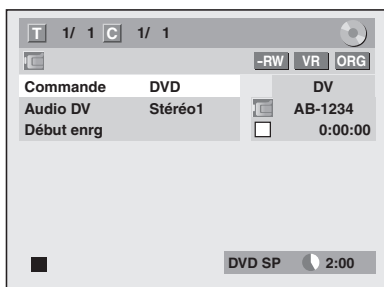 T 1/ 1 C 1/ 1
-RW VR ORG
Commande DVD DV
Audio DV Stéréo1 AB-1234
Début enrg 0:00:00
DVD SP 2:00